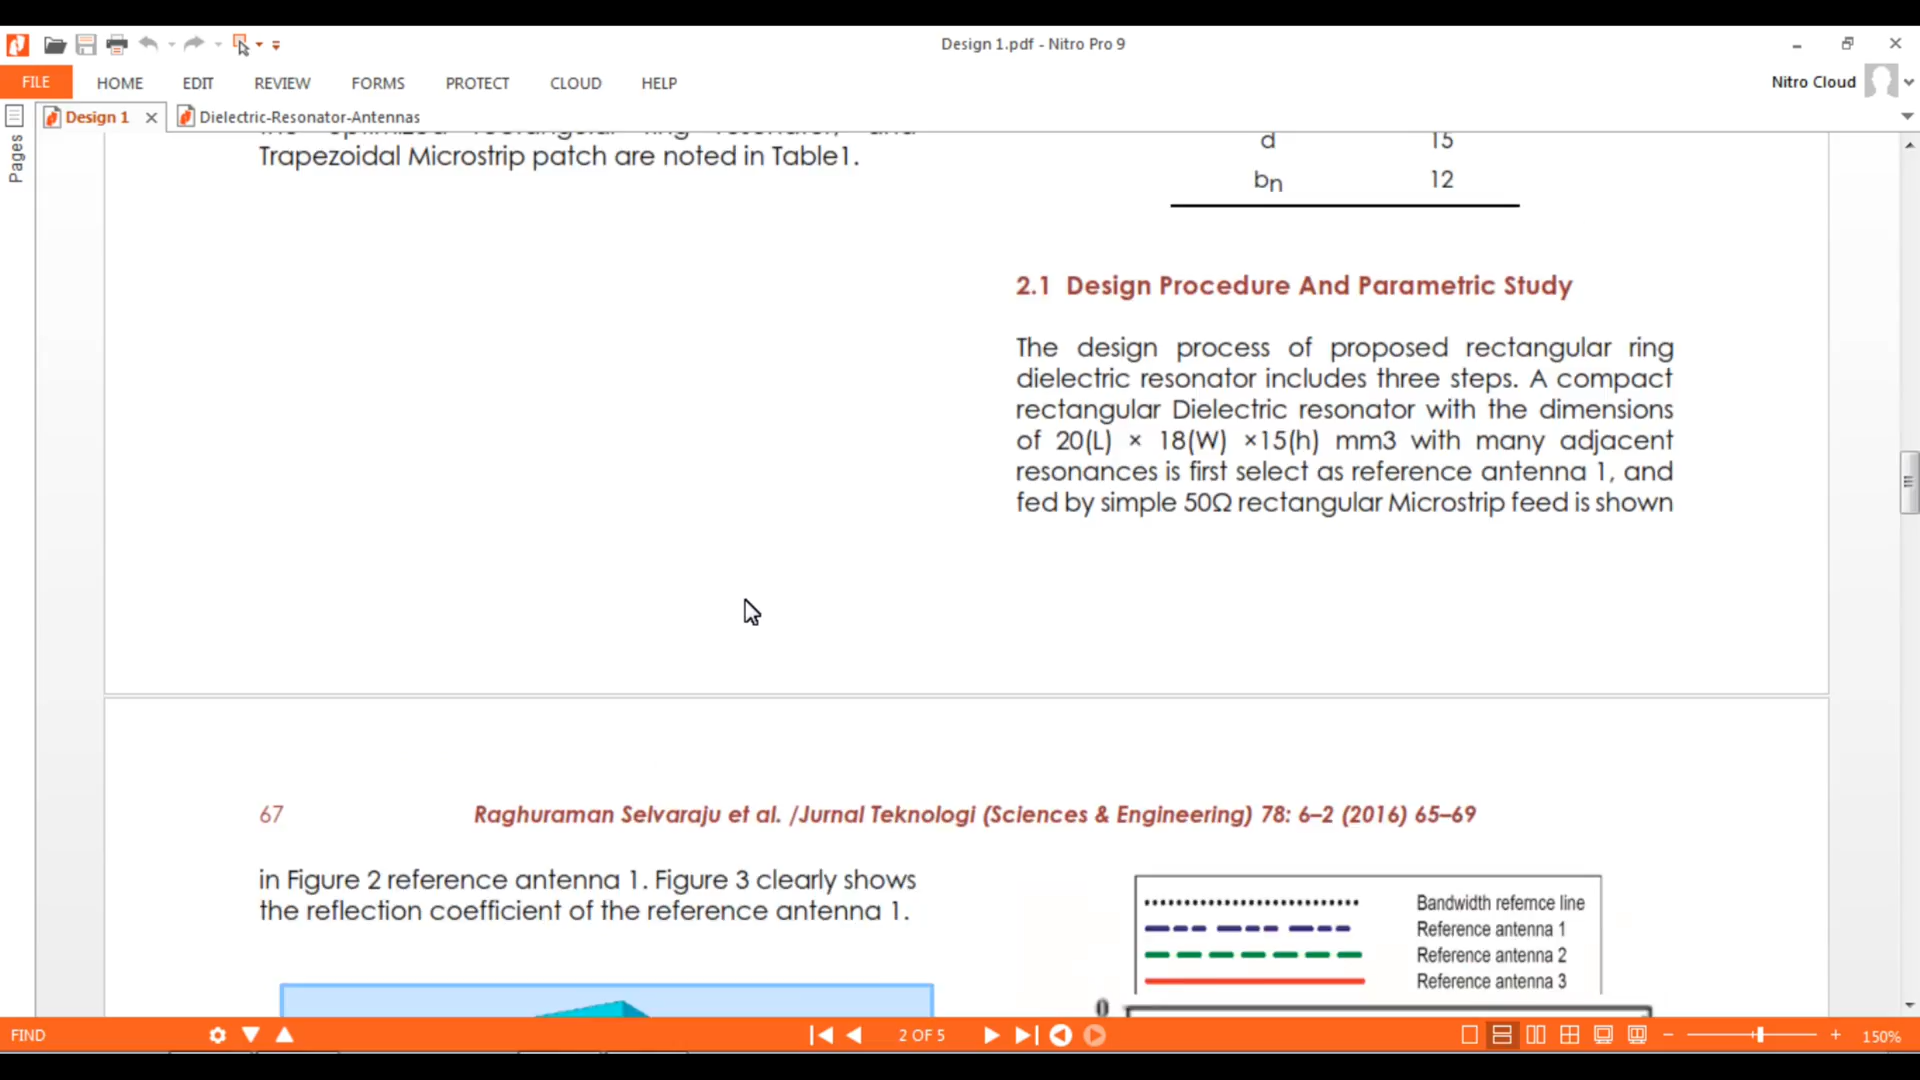 Design 1.pdf - Nitro Pro 9
FILE
HOME
EDIT
REVIEW
FORMS
PROTECT
CLOUD
HELP
Nitro Cloud
Design 1
Dielectric-Resonator-Antennas
Pages
the optimized rectangular ring resonator, and
Trapezoidal Microstrip patch are noted in Table1.
d 15
bn 12
2.1 Design Procedure And Parametric Study
The design process of proposed rectangular ring
dielectric resonator includes three steps. A compact
rectangular Dielectric resonator with the dimensions
of 20(L) × 18(W) ×15(h) mm3 with many adjacent
resonances is first select as reference antenna 1, and
fed by simple 50Ω rectangular Microstrip feed is shown
67
Raghuraman Selvaraju et al. /Jurnal Teknologi (Sciences & Engineering) 78: 6–2 (2016) 65–69
in Figure 2 reference antenna 1. Figure 3 clearly shows
the reflection coefficient of the reference antenna 1.
Bandwidth refernce line
Reference antenna 1
Reference antenna 2
Reference antenna 3
0
FIND
2 OF 5
150%